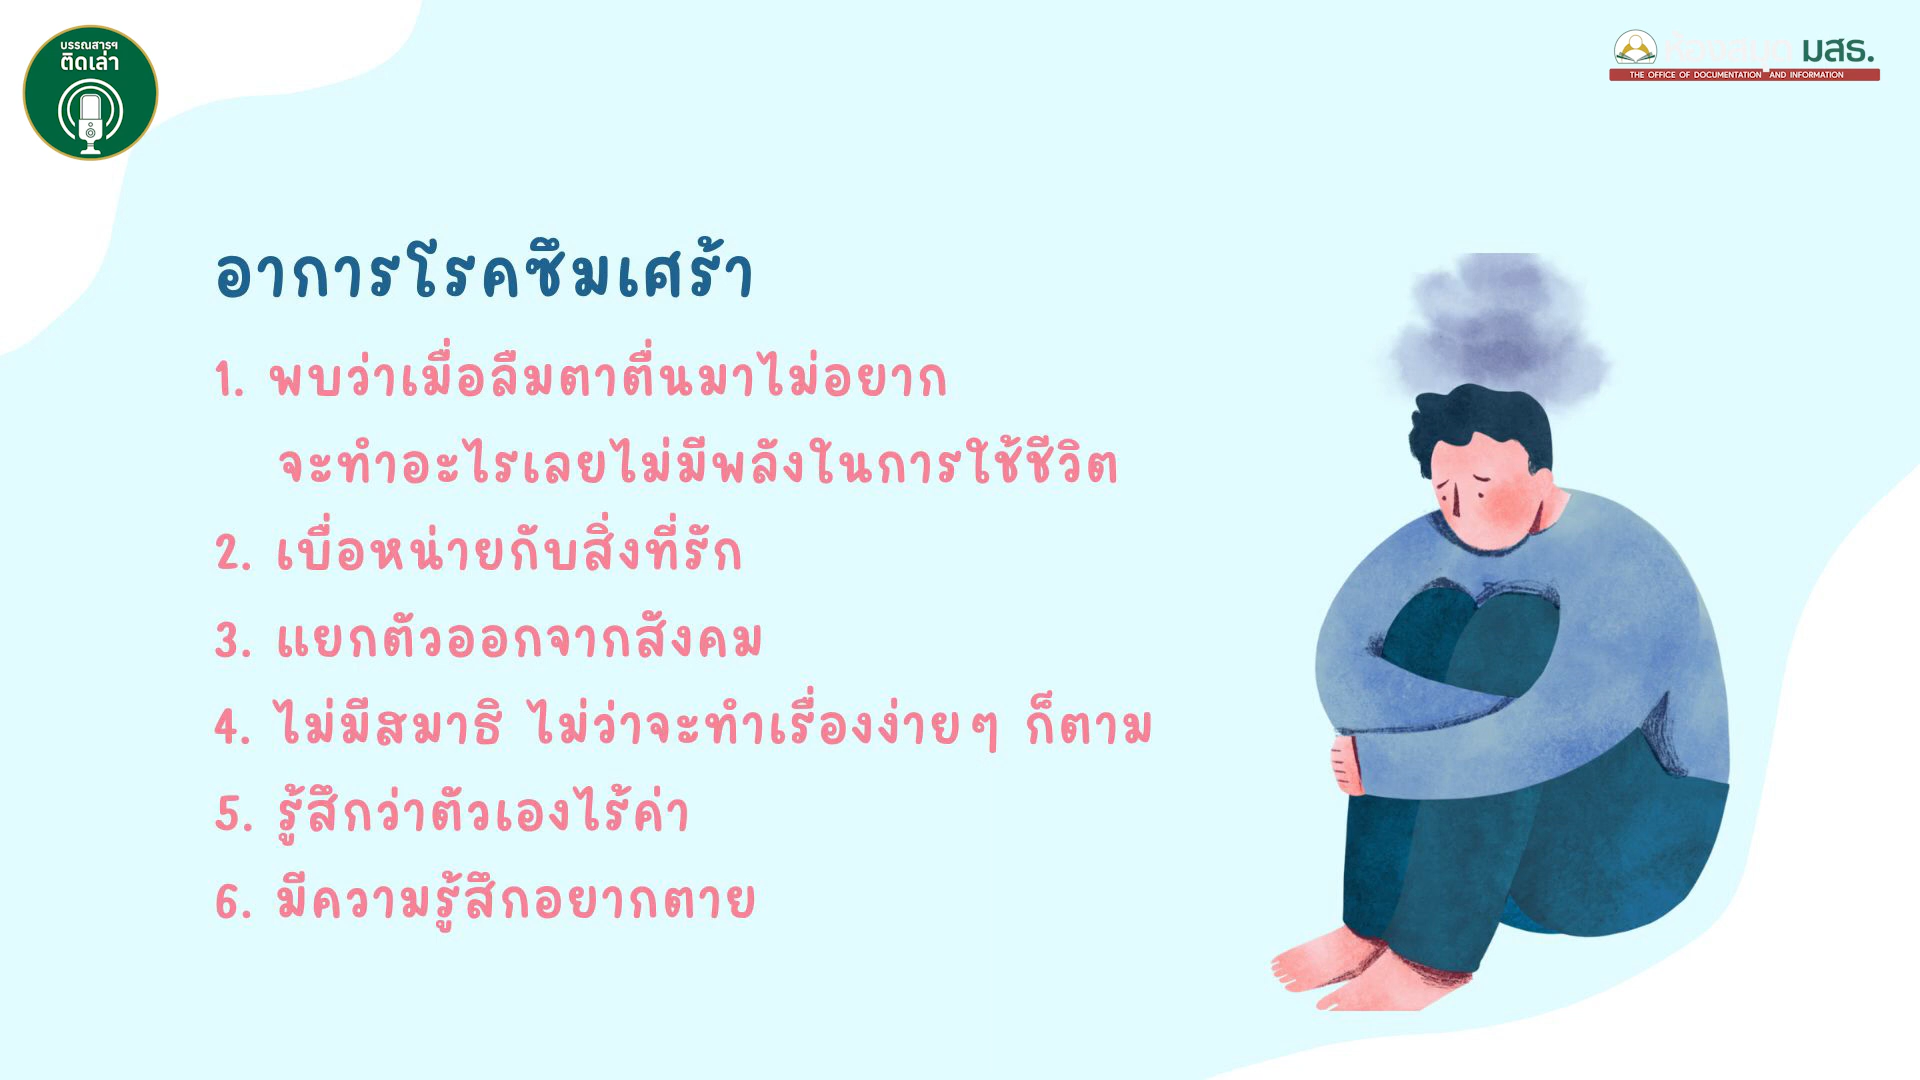 บรรณสารฯ
ติดเล่า
ห้องสมุด มสธ.
THE OFFICE OF DOCUMENTATION AND INFORMATION
อาการโรคซึมเศร้า
1. พบว่าเมื่อลืมตาตื่นมาไม่อยาก
จะทำอะไรเลยไม่มีพลังในการใช้ชีวิต
2. เบื่อหน่ายกับสิ่งที่รัก
3. แยกตัวออกจากสังคม
4. ไม่มีสมาธิ ไม่ว่าจะทำเรื่องง่ายๆ ก็ตาม
5. รู้สึกว่าตัวเองไร้ค่า
6. มีความรู้สึกอยากตาย